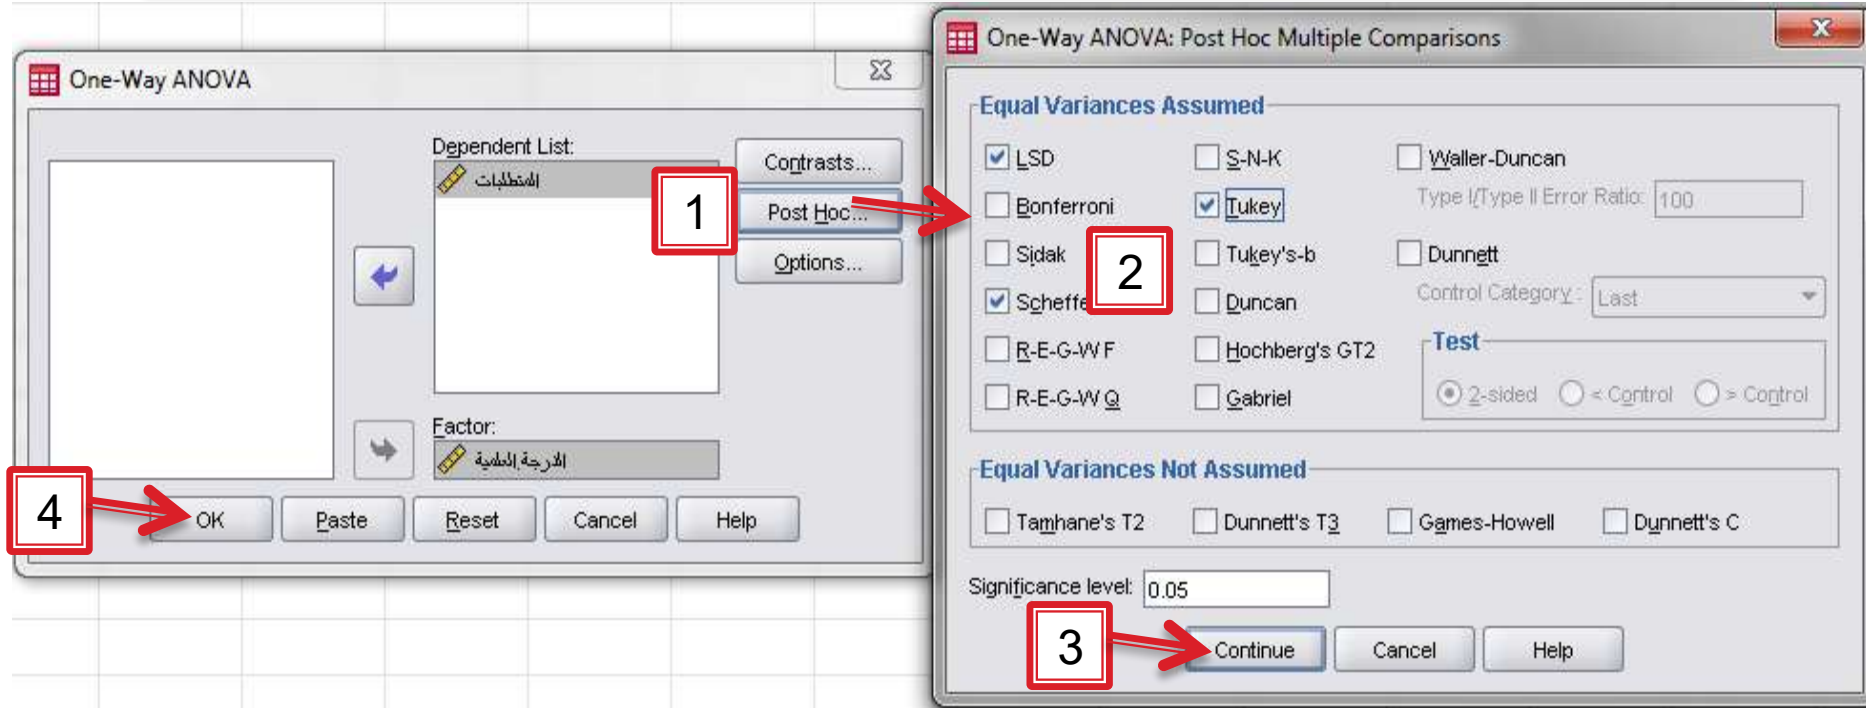 One-Way ANOVA
Dependent List:
المتطلبات
Contrasts...
1
Post Hoc...
Options...
Factor:
الدرجة العلمية
4
OK
Paste
Reset
Cancel
Help
One-Way ANOVA: Post Hoc Multiple Comparisons
Equal Variances Assumed
LSD
S-N-K
Waller-Duncan
Bonferroni
Tukey
Type I/Type II Error Ratio: 100
Sidak
2
Tukey's-b
Dunnett
Scheffe
Duncan
Control Category : Last
R-E-G-W F
Hochberg's GT2
Test
R-E-G-W Q
Gabriel
2-sided
< Control
> Control
Equal Variances Not Assumed
Tamhane's T2
Dunnett's T3
Games-Howell
Dunnett's C
Significance level: 0.05
3
Continue
Cancel
Help